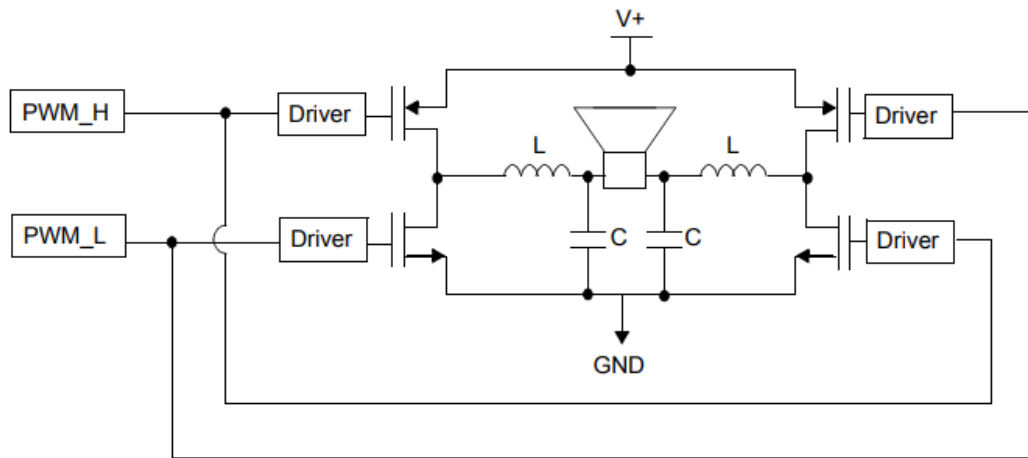 V+
PWM_H
Driver
Driver
L
L
PWM_L
Driver
C
C
Driver
GND